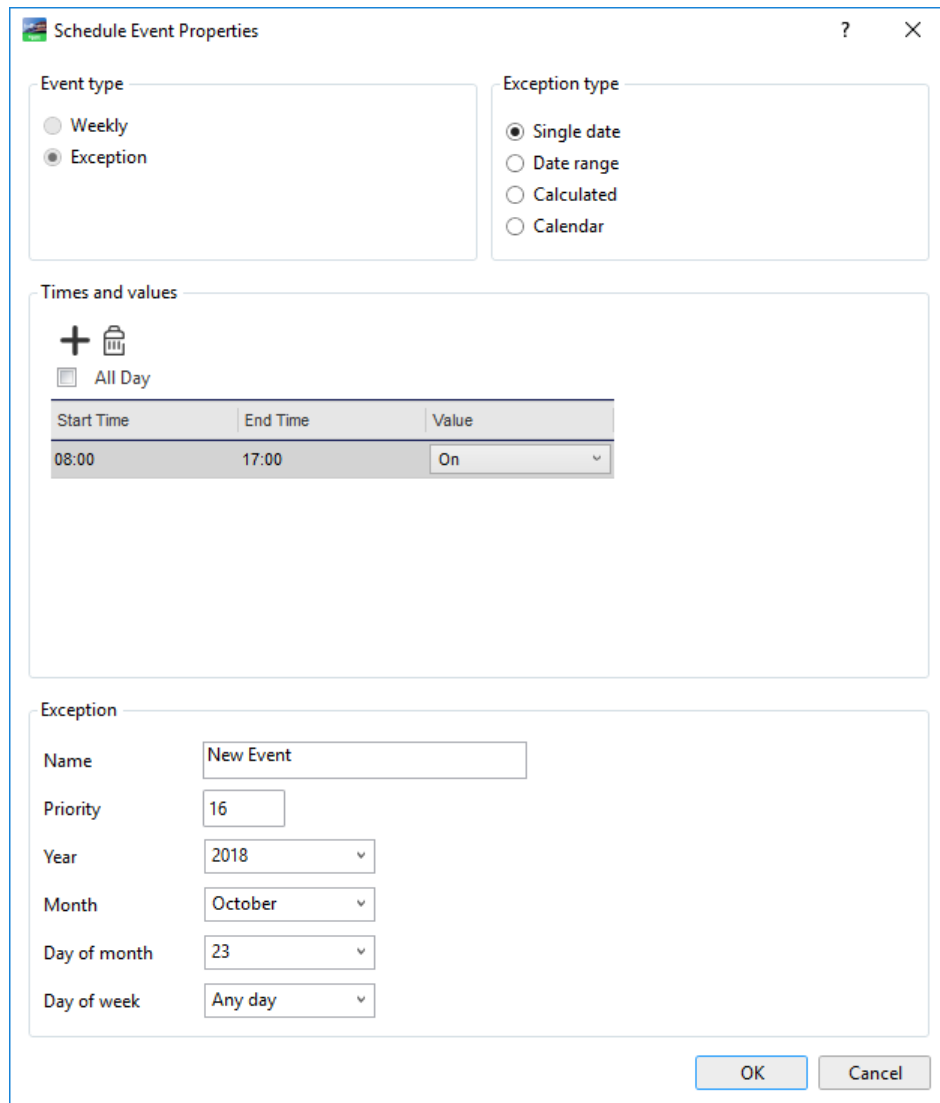 Schedule Event Properties
?
Event type
Weekly
Exception
Exception type
Single date
Date range
Calculated
Calendar
Times and values
All Day
Start Time End Time Value
08:00 17:00 On
Exception
Name New Event
Priority 16
Year 2018
Month October
Day of month 23
Day of week Any day
OK Cancel